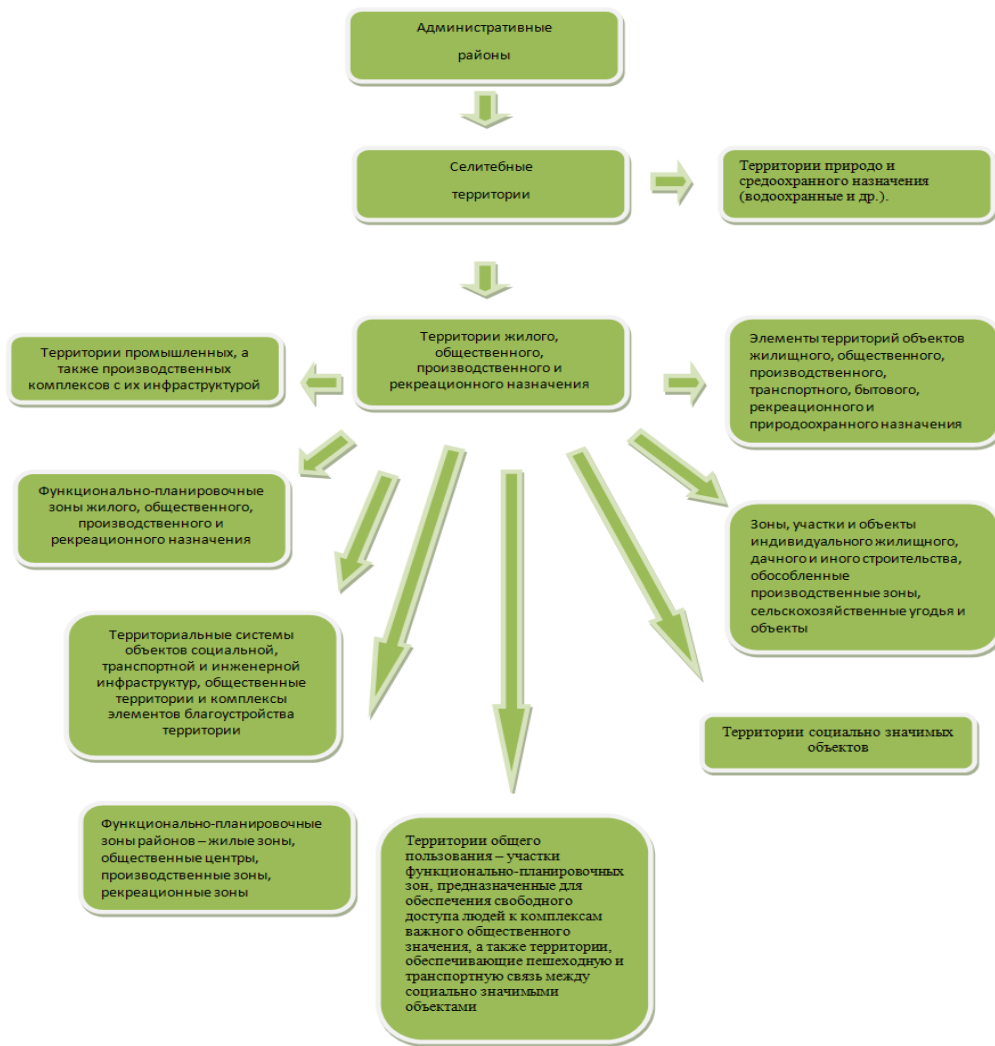 Административные
районы
Селитебные
территории
Территории природо и
средоохранного назначения
(водоохранные и др.).
Территории жилого,
общественного,
производственного и
рекреационного назначения
Территории промышленных, а
также производственных
комплексов с их инфраструктурой
Элементы территорий объектов
жилищного, общественного,
производственного,
транспортного, бытового,
рекреационного и
природоохранного назначения
Функционально-планировочные
зоны жилого, общественного,
производственного и
рекреационного назначения
Зоны, участки и объекты
индивидуального жилищного,
дачного и иного строительства,
обособленные
производственные зоны,
сельскохозяйственные угодья и
объекты
Территориальные системы
объектов социальной,
транспортной и инженерной
инфраструктур, общественные
территории и комплексы
элементов благоустройства
территории
Территории социально значимых
объектов
Функционально-планировочные
зоны районов – жилые зоны,
общественные центры,
производственные зоны,
рекреационные зоны
Территории общего
пользования – участки
функционально-планировочных
зон, предназначенные для
обеспечения свободного
доступа людей к комплексам
важного общественного
значения, а также территории,
обеспечивающие пешеходную и
транспортную связь между
социально значимыми
объектами